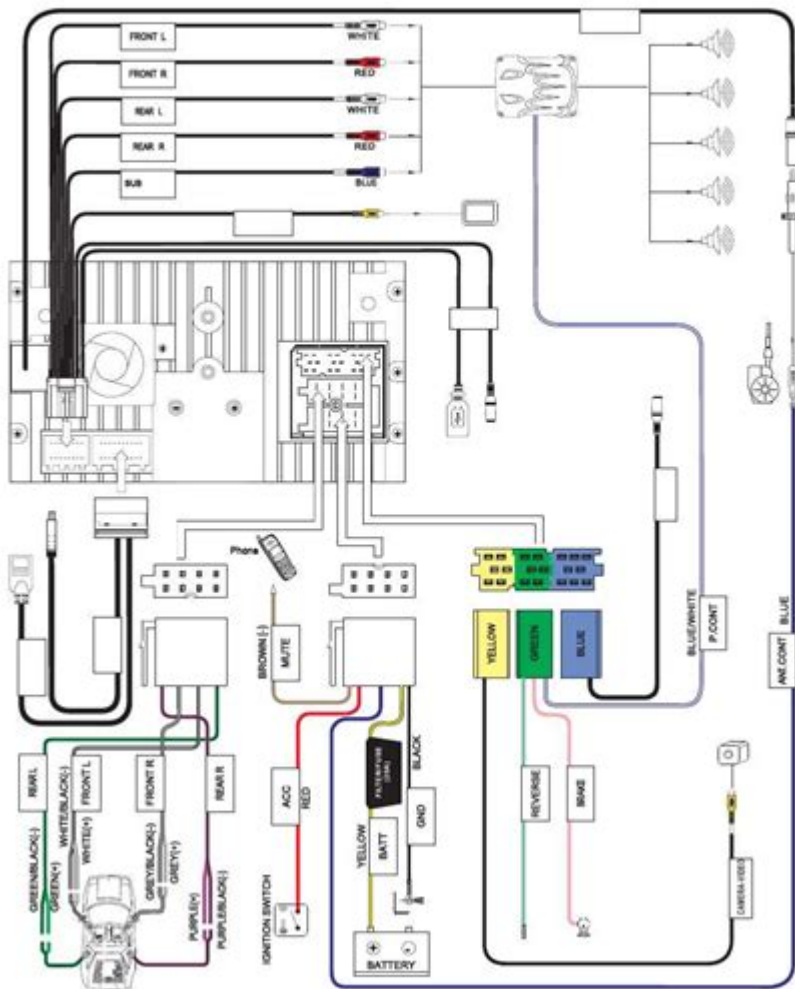 FRONT L
WHITE
FRONT R
RED
REAR L
WHITE
REAR R
RED
SUB
BLUE
Phone
BROWN (-)
MUTE
YELLOW
GREEN
BLUE
BLUE/WHITE
P.CONT
BLUE
ANT.CONT
REAR L
GREEN/BLACK(-)
GREEN(+)
WHITE/BLACK(-)
WHITE(+)
FRONT L
FRONT R
GREY/BLACK(-)
GREY(+)
REAR R
PURPLE(+)
PURPLE/BLACK(-)
ACC
RED
IGNITION SWITCH
YELLOW
BATT
BLACK
GND
BATTERY
REVERSE
BRAKE
CAMERA-VIDEO